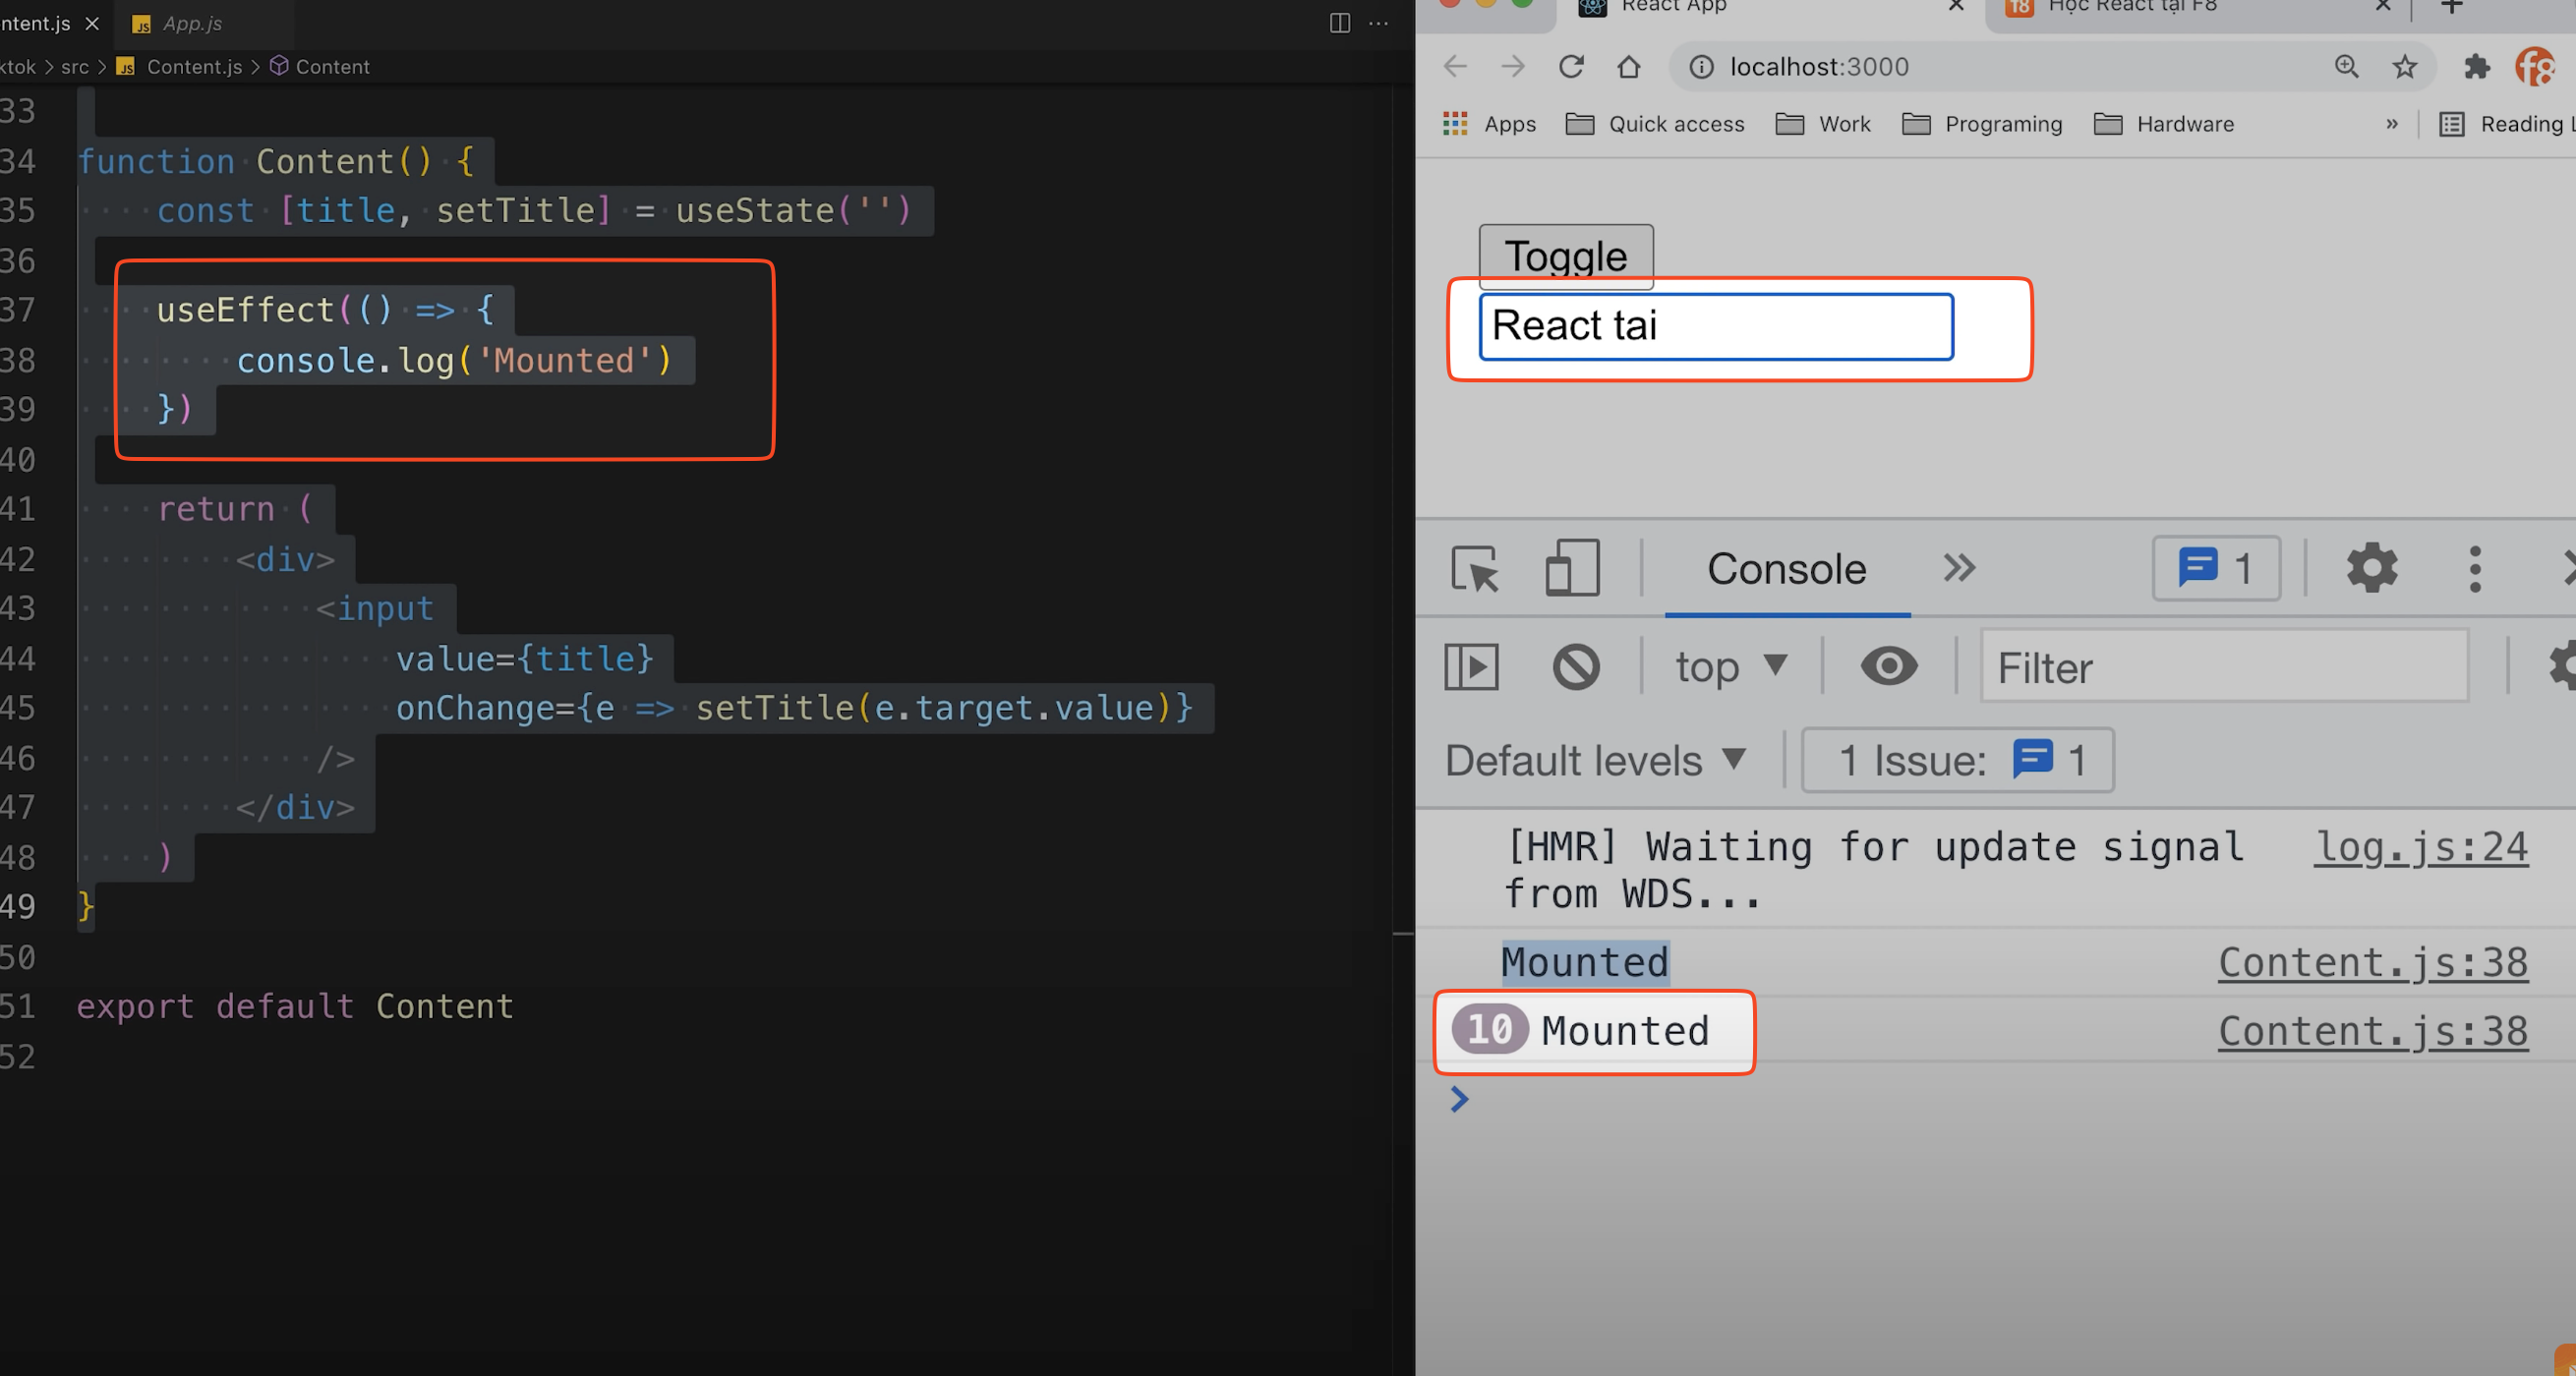 ntent.js
App.js
ktok > src > JS Content.js > Content
33
34 function Content() {
35 const [title, setTitle] = useState('')
36
37 useEffect(() => {
38 console.log('Mounted')
39 })
40
41 return (
42 <div>
43 <input
44 value={title}
45 onChange={e => setTitle(e.target.value)}
46 />
47 </div>
48 )
49 }
50
51 export default Content
52
React App
Học React tại F8
localhost:3000
Apps Quick access Work Programing Hardware » Reading L
Toggle
React tai
Console 1
top Filter
Default levels 1 Issue: 1
[HMR] Waiting for update signal log.js:24
from WDS...
Mounted Content.js:38
10 Mounted Content.js:38